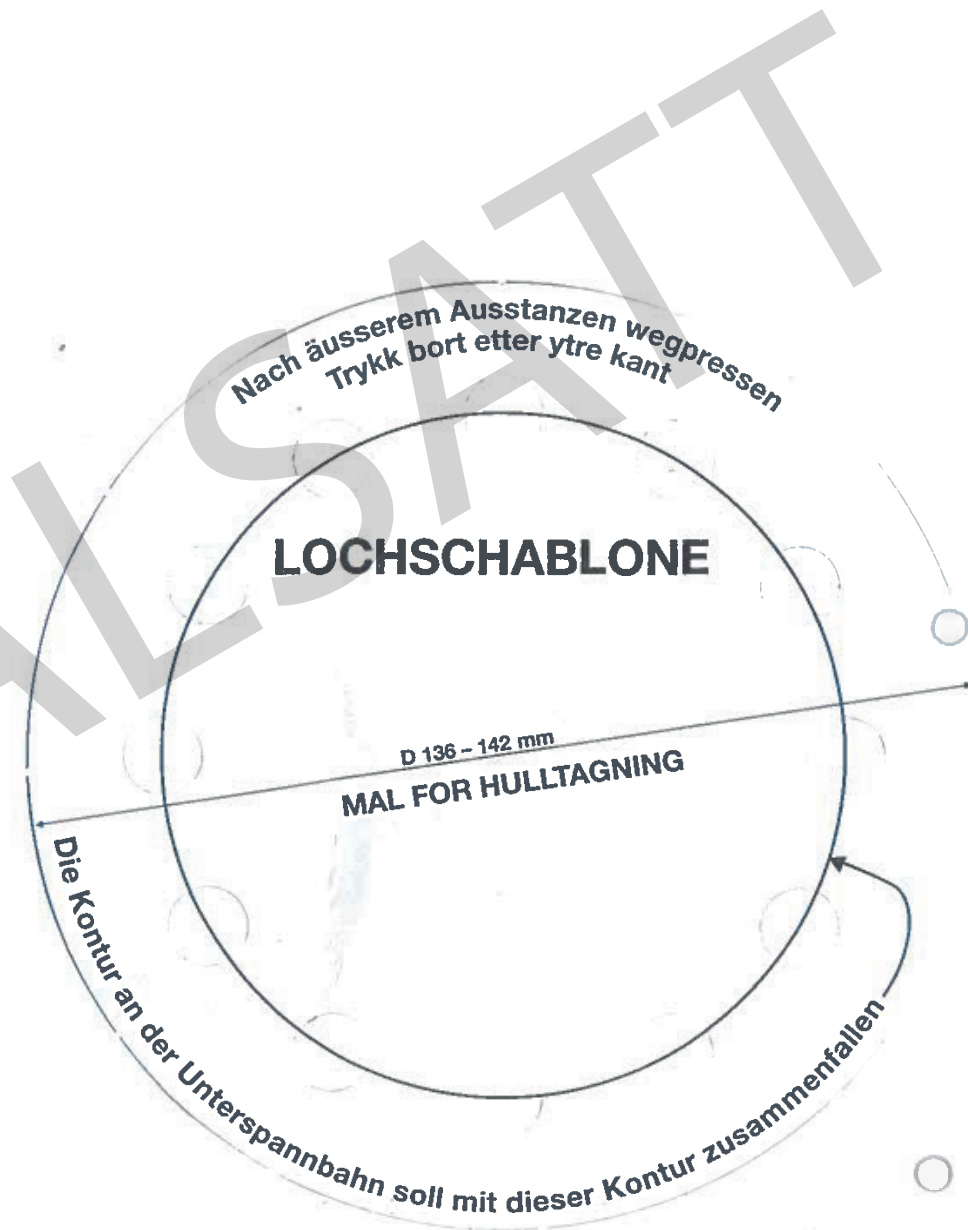 ALSATT
Nach äusserem Ausstanzen wegpressen
Trykk bort etter ytre kant
LOCHSCHABLONE
D 136 – 142 mm
MAL FOR HULLTAGNING
Die Kontur an der Unterspannbahn soll mit dieser Kontur zusammenfallen